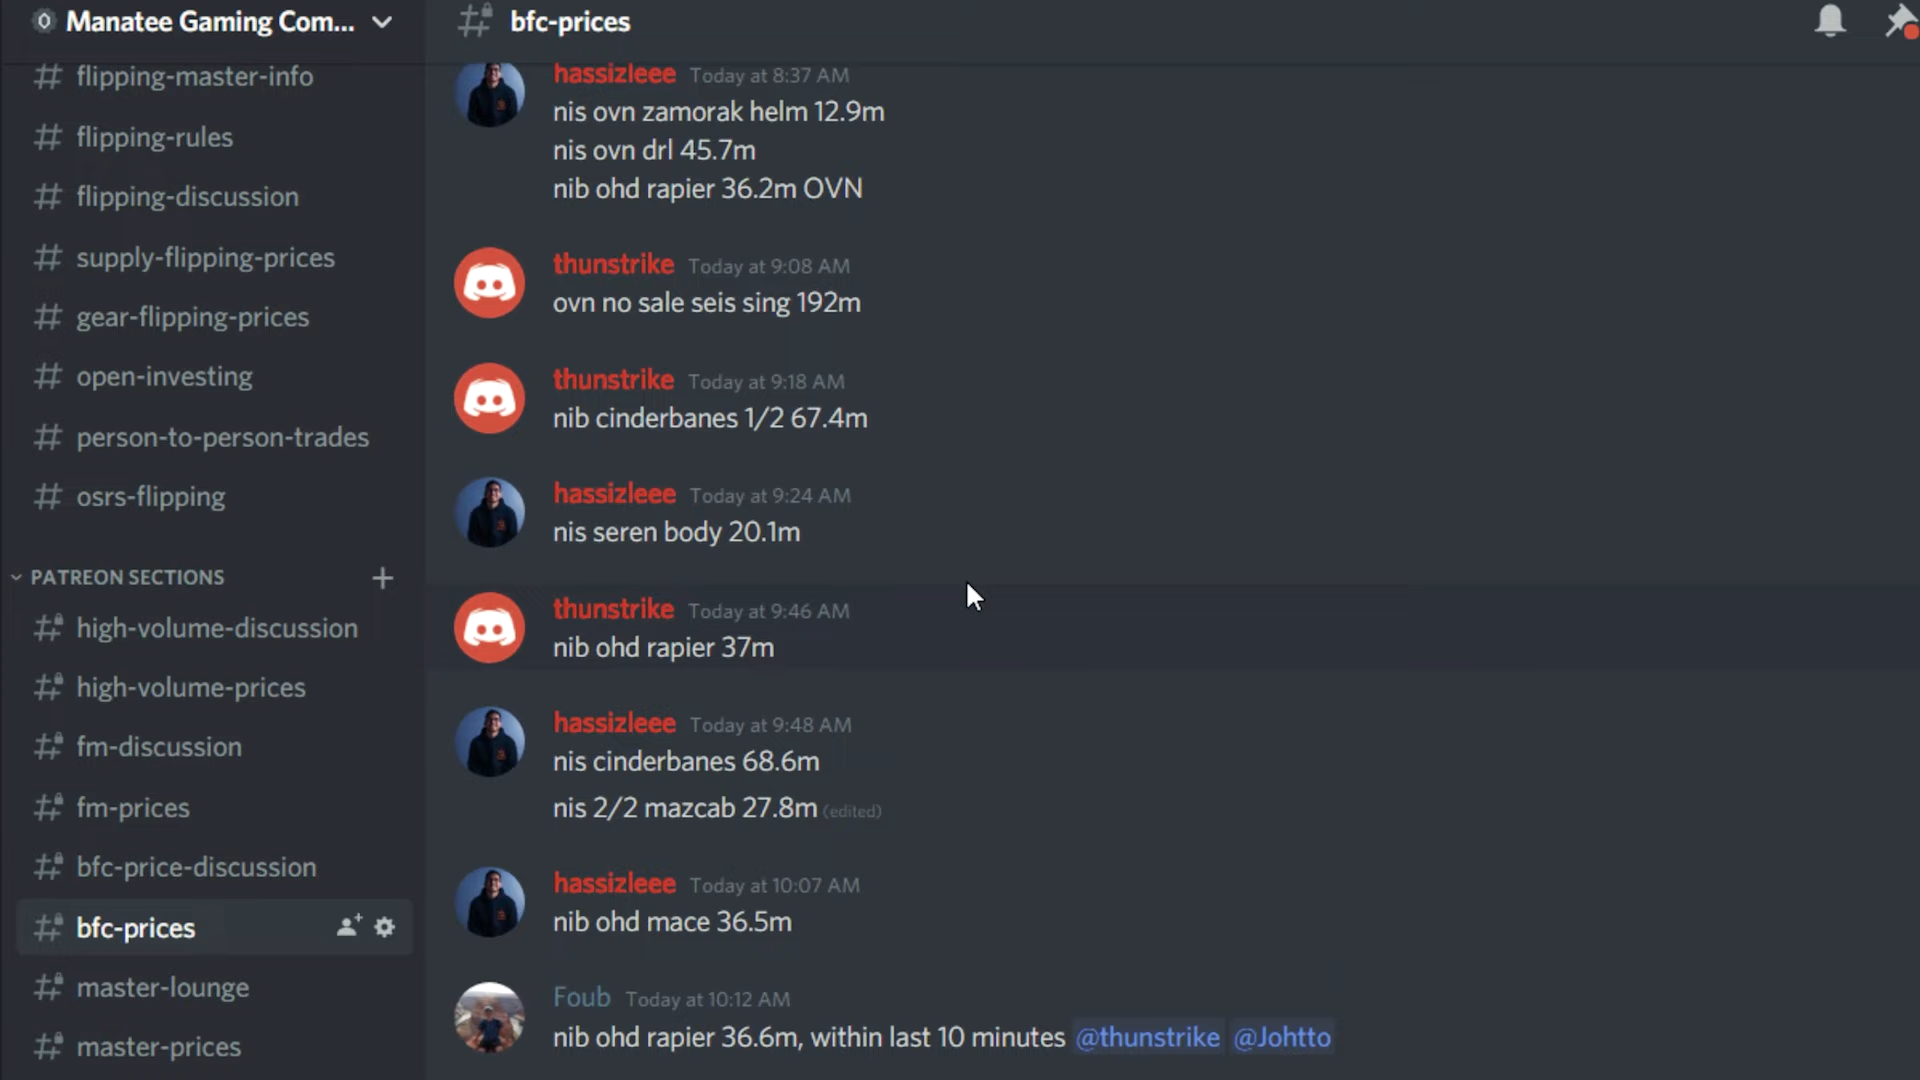 Manatee Gaming Com...
flipping-master-info
flipping-rules
flipping-discussion
supply-flipping-prices
gear-flipping-prices
open-investing
person-to-person-trades
osrs-flipping
PATREON SECTIONS
high-volume-discussion
high-volume-prices
fm-discussion
fm-prices
bfc-price-discussion
bfc-prices
master-lounge
master-prices
bfc-prices
hassizleee Today at 8:37 AM
nis ovn zamorak helm 12.9m
nis ovn drl 45.7m
nib ohd rapier 36.2m OVN
thunstrike Today at 9:08 AM
ovn no sale seis sing 192m
thunstrike Today at 9:18 AM
nib cinderbanes 1/2 67.4m
hassizleee Today at 9:24 AM
nis seren body 20.1m
thunstrike Today at 9:46 AM
nib ohd rapier 37m
hassizleee Today at 9:48 AM
nis cinderbanes 68.6m
nis 2/2 mazcab 27.8m (edited)
hassizleee Today at 10:07 AM
nib ohd mace 36.5m
Foub Today at 10:12 AM
nib ohd rapier 36.6m, within last 10 minutes @thunstrike @Johtto